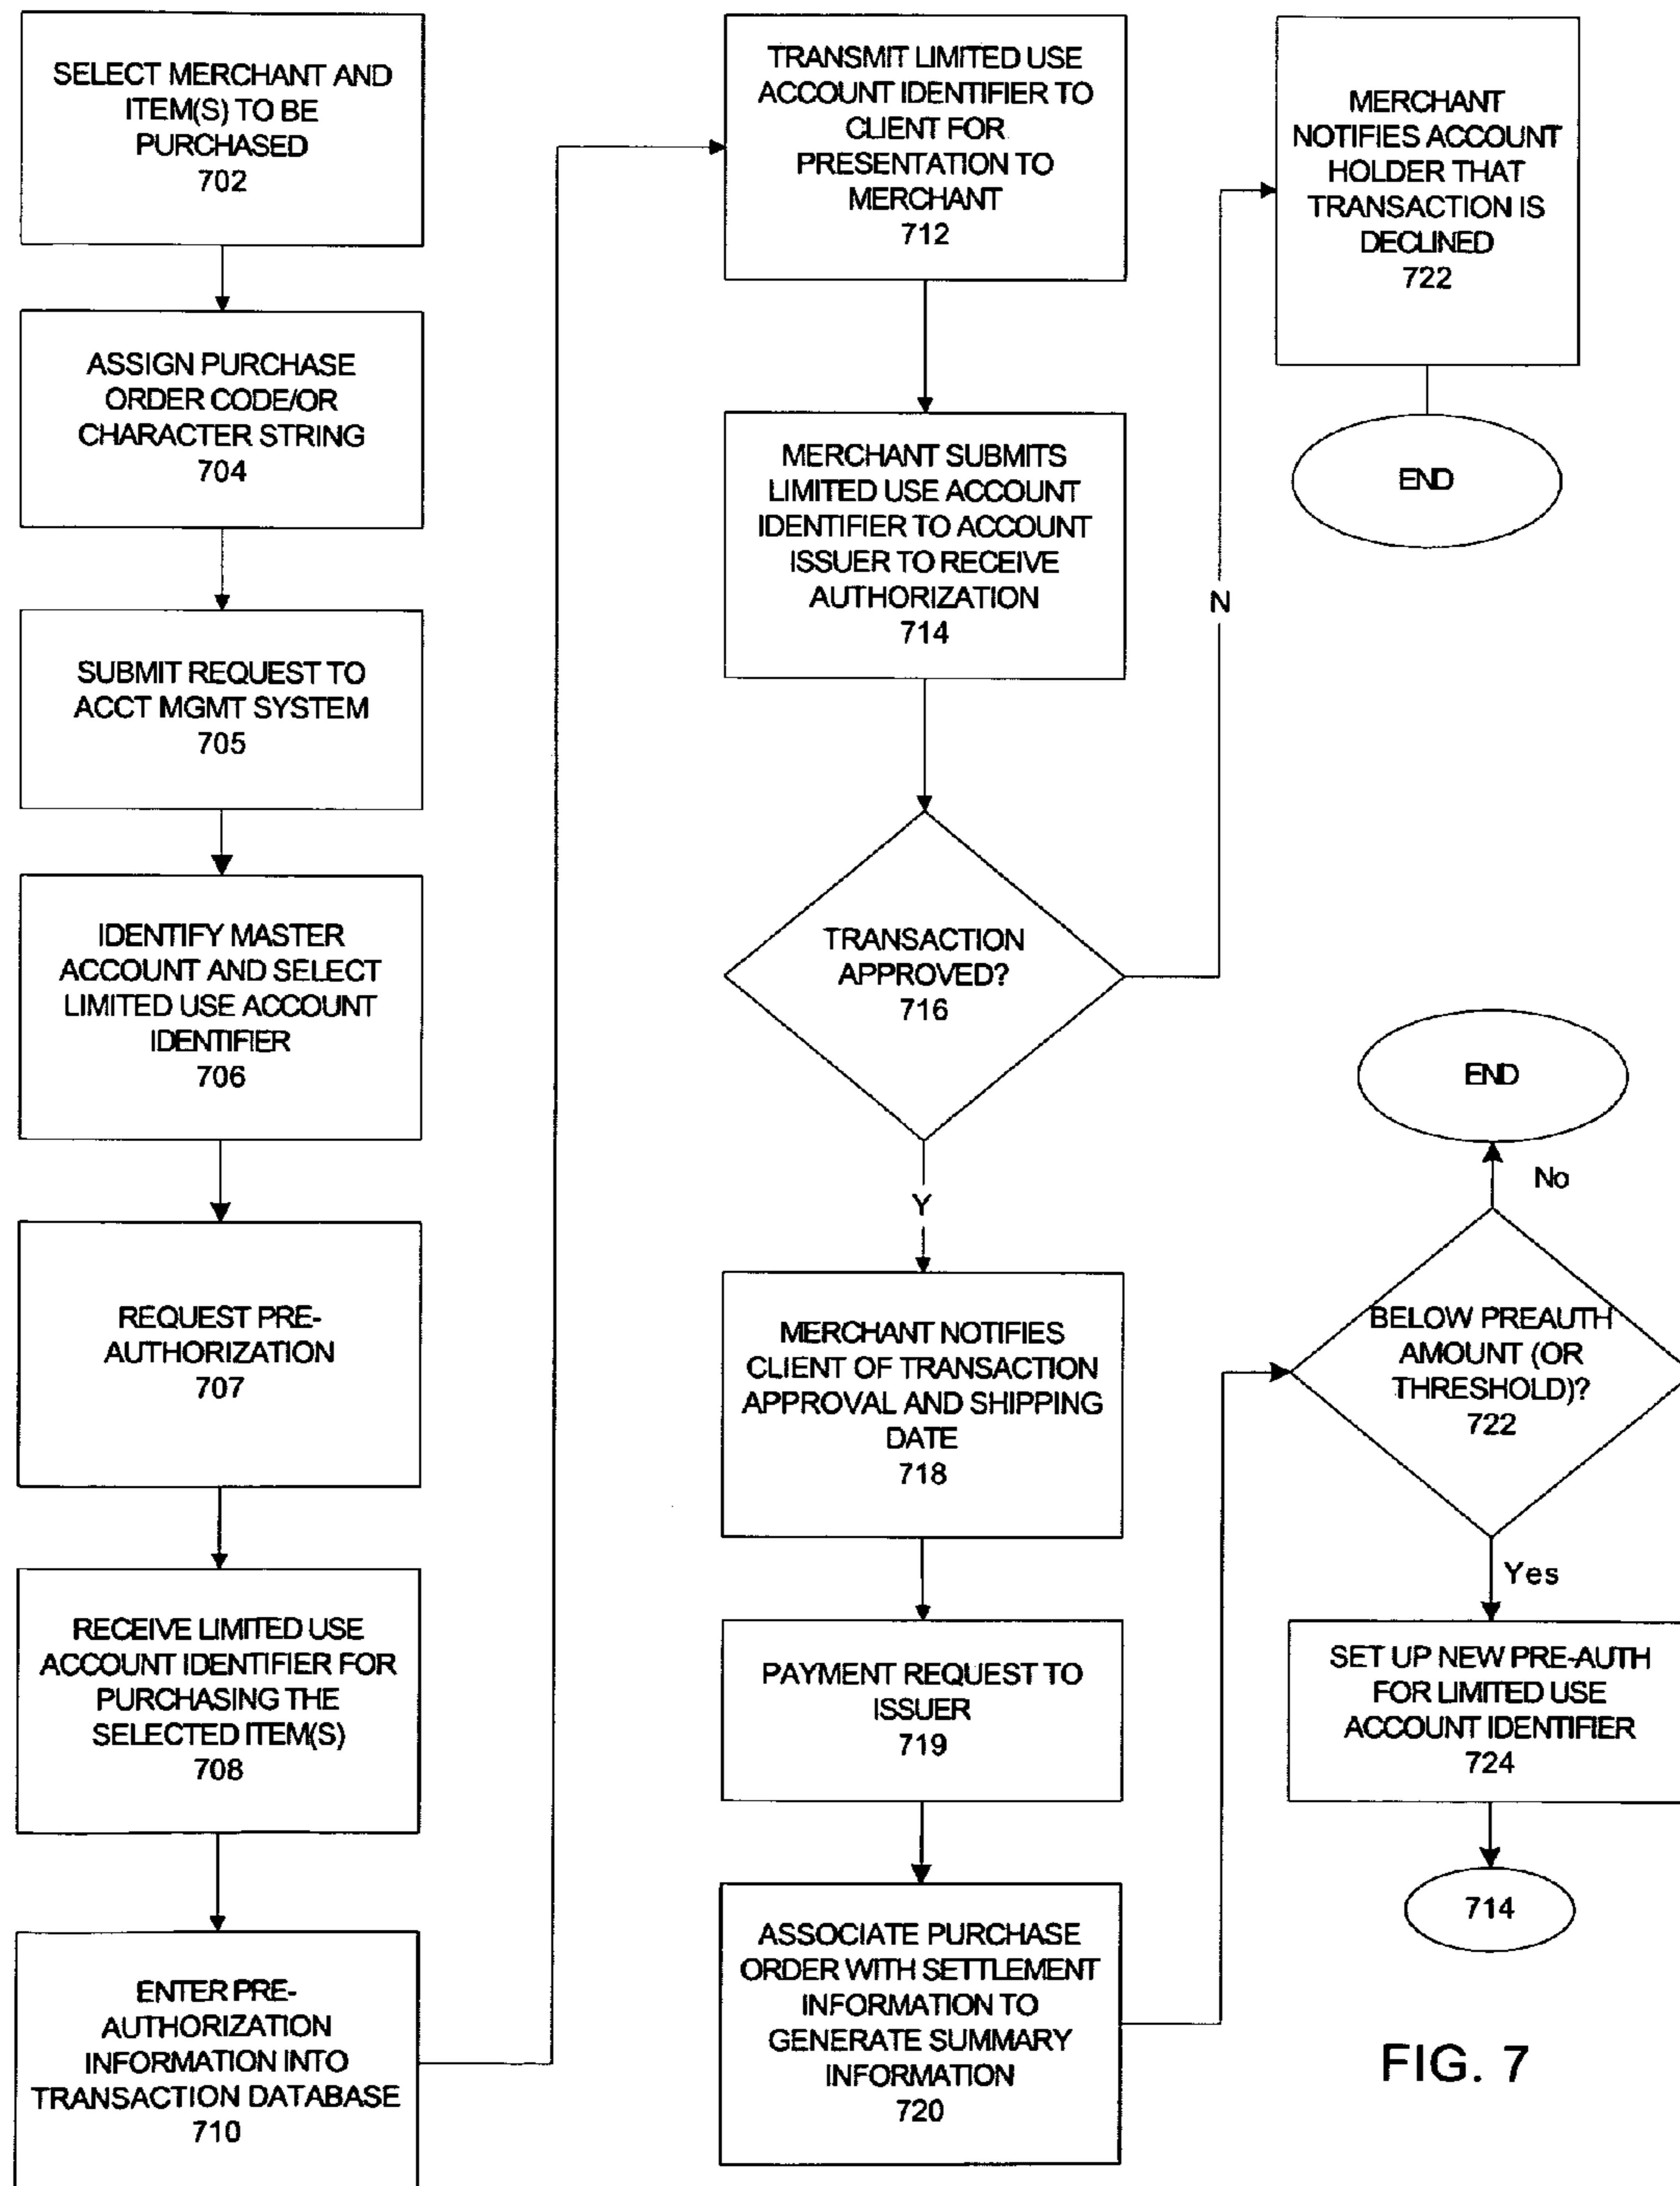 SELECT MERCHANT AND
ITEM(S) TO BE
PURCHASED
702
ASSIGN PURCHASE
ORDER CODE/OR
CHARACTER STRING
704
SUBMIT REQUEST TO
ACCT MGMT SYSTEM
705
IDENTIFY MASTER
ACCOUNT AND SELECT
LIMITED USE ACCOUNT
IDENTIFIER
706
REQUEST PRE-
AUTHORIZATION
707
RECEIVE LIMITED USE
ACCOUNT IDENTIFIER FOR
PURCHASING THE
SELECTED ITEM(S)
708
ENTER PRE-
AUTHORIZATION
INFORMATION INTO
TRANSACTION DATABASE
710
TRANSMIT LIMITED USE
ACCOUNT IDENTIFIER TO
CLIENT FOR
PRESENTATION TO
MERCHANT
712
MERCHANT SUBMITS
LIMITED USE ACCOUNT
IDENTIFIER TO ACCOUNT
ISSUER TO RECEIVE
AUTHORIZATION
714
TRANSACTION
APPROVED?
716
N
Y
MERCHANT NOTIFIES
CLIENT OF TRANSACTION
APPROVAL AND SHIPPING
DATE
718
PAYMENT REQUEST TO
ISSUER
719
ASSOCIATE PURCHASE
ORDER WITH SETTLEMENT
INFORMATION TO
GENERATE SUMMARY
INFORMATION
720
MERCHANT
NOTIFIES ACCOUNT
HOLDER THAT
TRANSACTION IS
DECLINED
722
END
END
No
BELOW PREAUTH
AMOUNT (OR
THRESHOLD)?
722
Yes
SET UP NEW PRE-AUTH
FOR LIMITED USE
ACCOUNT IDENTIFIER
724
714
FIG. 7